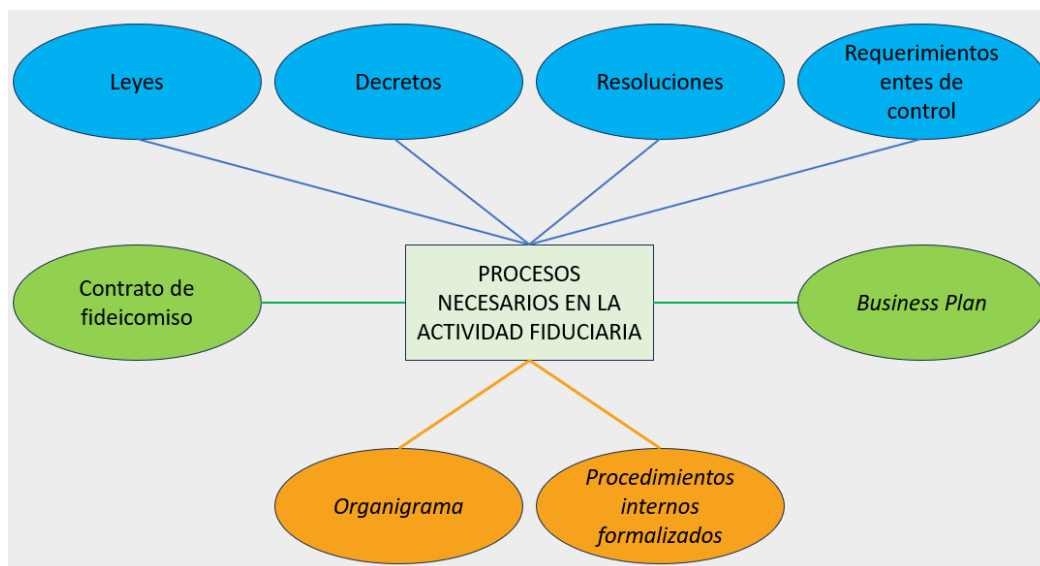 Leyes
Decretos
Resoluciones
Requerimientos
entes de
control
Contrato de
fideicomiso
PROCESOS
NECESARIOS EN LA
ACTIVIDAD FIDUCIARIA
Business Plan
Organigrama
Procedimientos
internos
formalizados